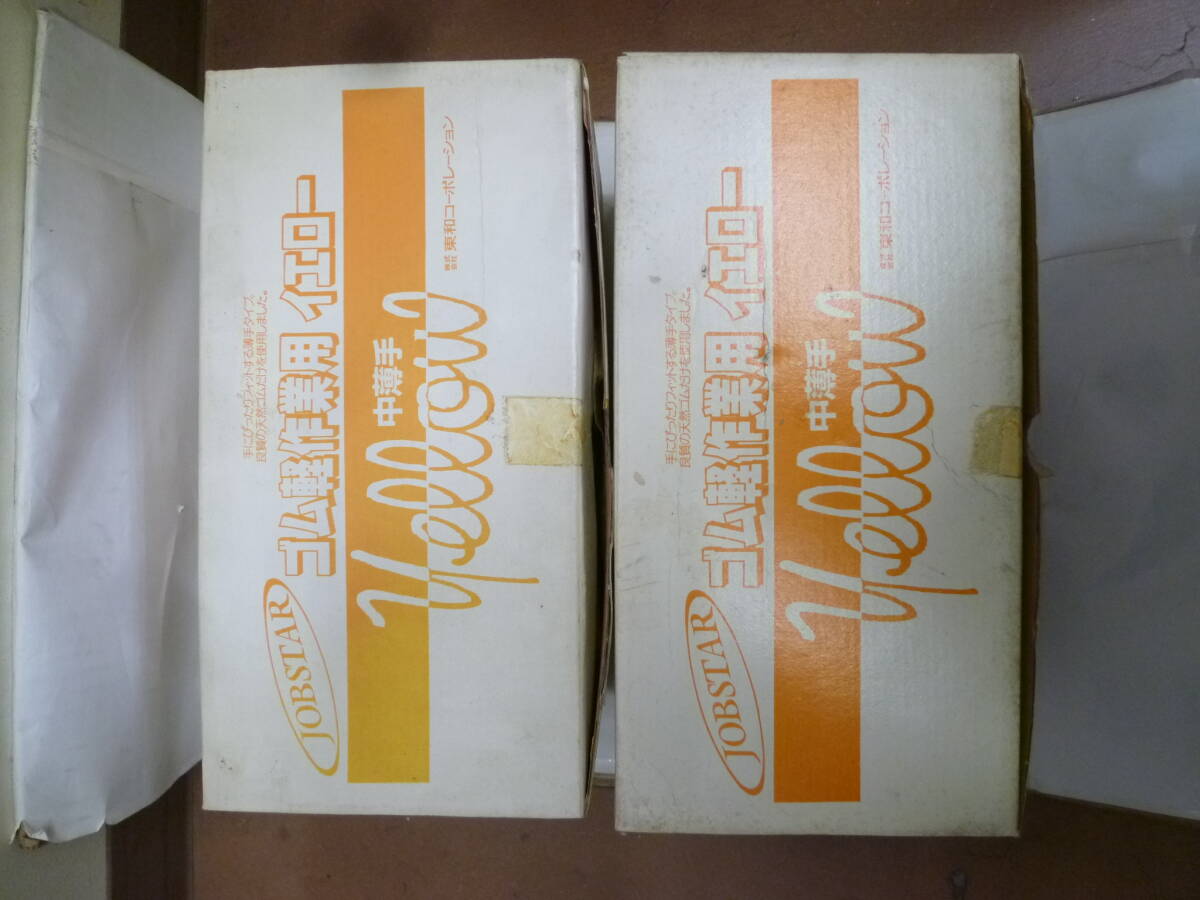 JOBSTAR
手にぴったりフィットする薄手タイプ。
良質の天然ゴムだけを使用しました。
ゴム軽作業用 イエロー
中薄手
Yellow
株式会社 東和コーポレーション
JOBSTAR
手にぴったりフィットする薄手タイプ。
良質の天然ゴムだけを使用しました。
ゴム軽作業用 イエロー
中薄手
Yellow
株式会社 東和コーポレーション